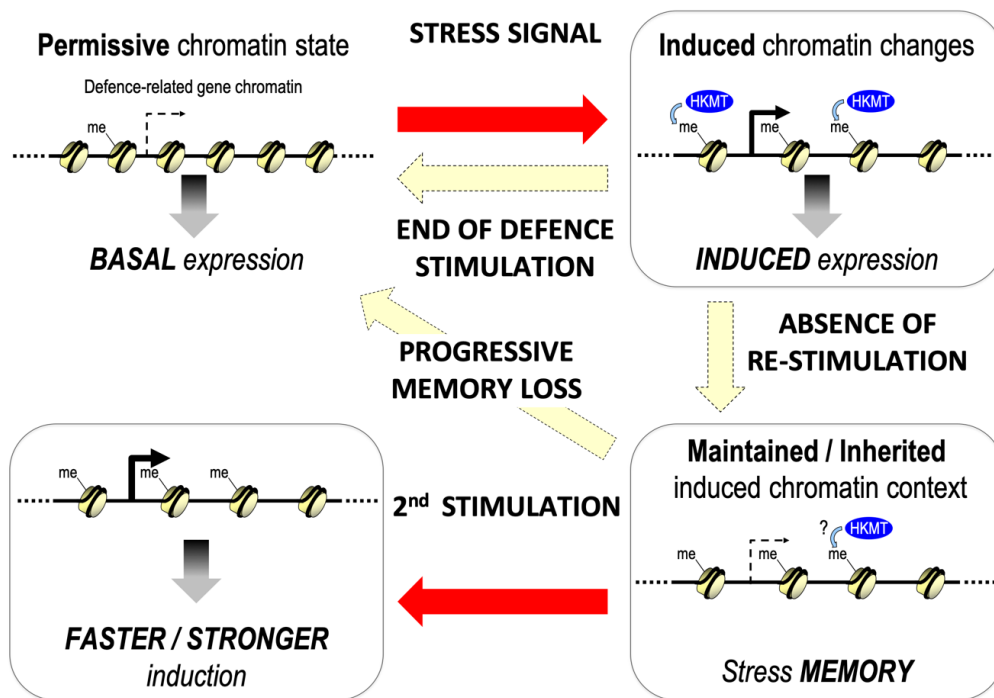 Permissive chromatin state
Defence-related gene chromatin
me
BASAL expression
STRESS SIGNAL
END OF DEFENCE
STIMULATION
Induced chromatin changes
HKMT
HKMT
me
me
me
INDUCED expression
ABSENCE OF
RE-STIMULATION
PROGRESSIVE
MEMORY LOSS
Maintained / Inherited
induced chromatin context
? HKMT
me
me
me
Stress MEMORY
2nd STIMULATION
me
me
me
FASTER / STRONGER
induction